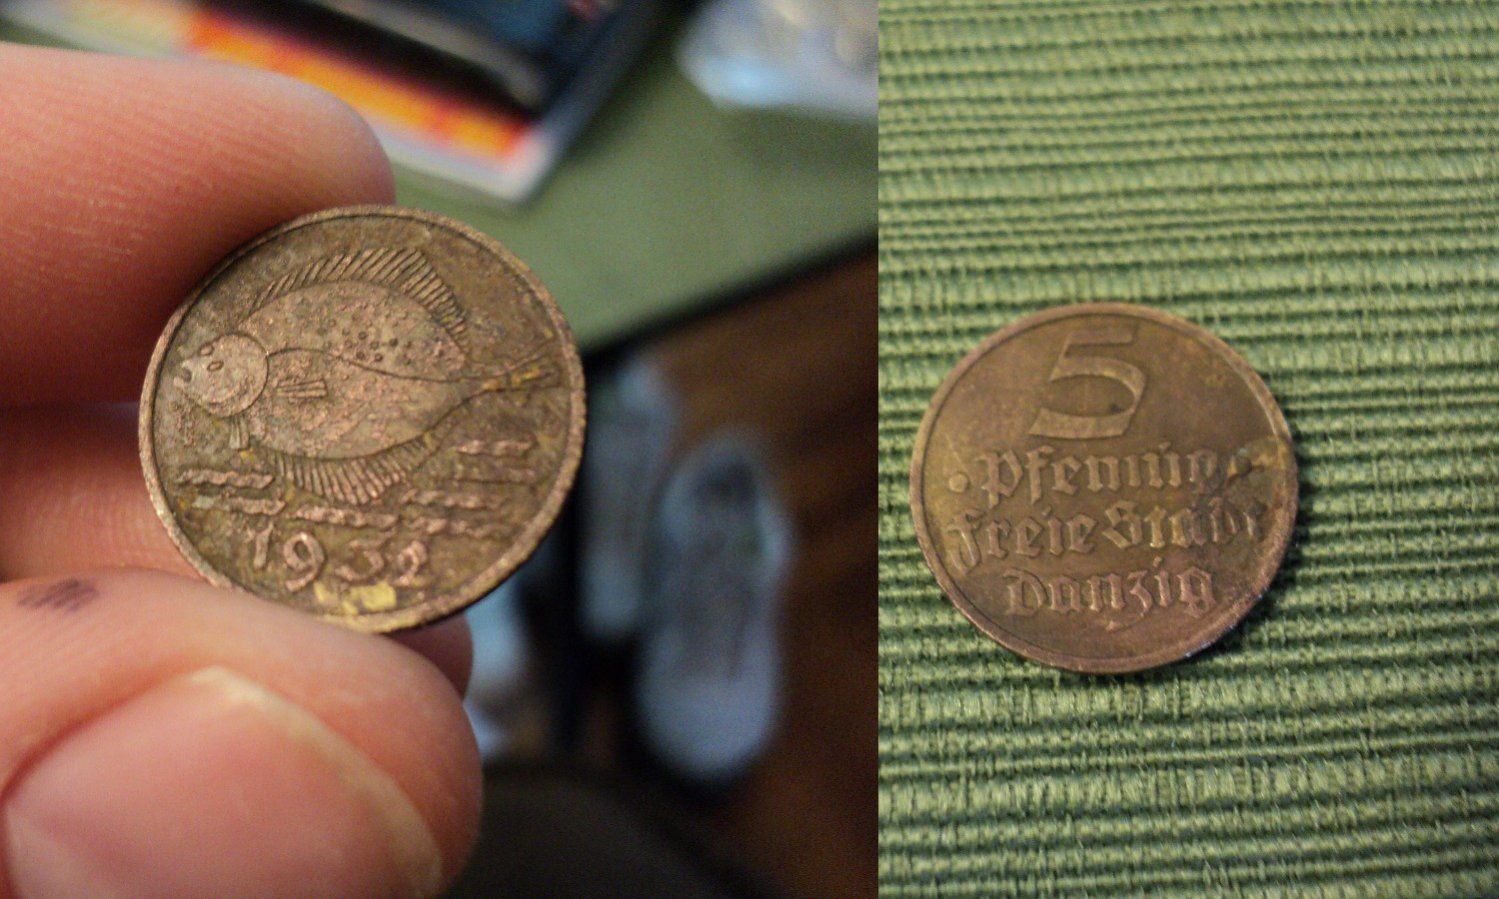 1932
5
Pfennig
Freie Stadt
Danzig